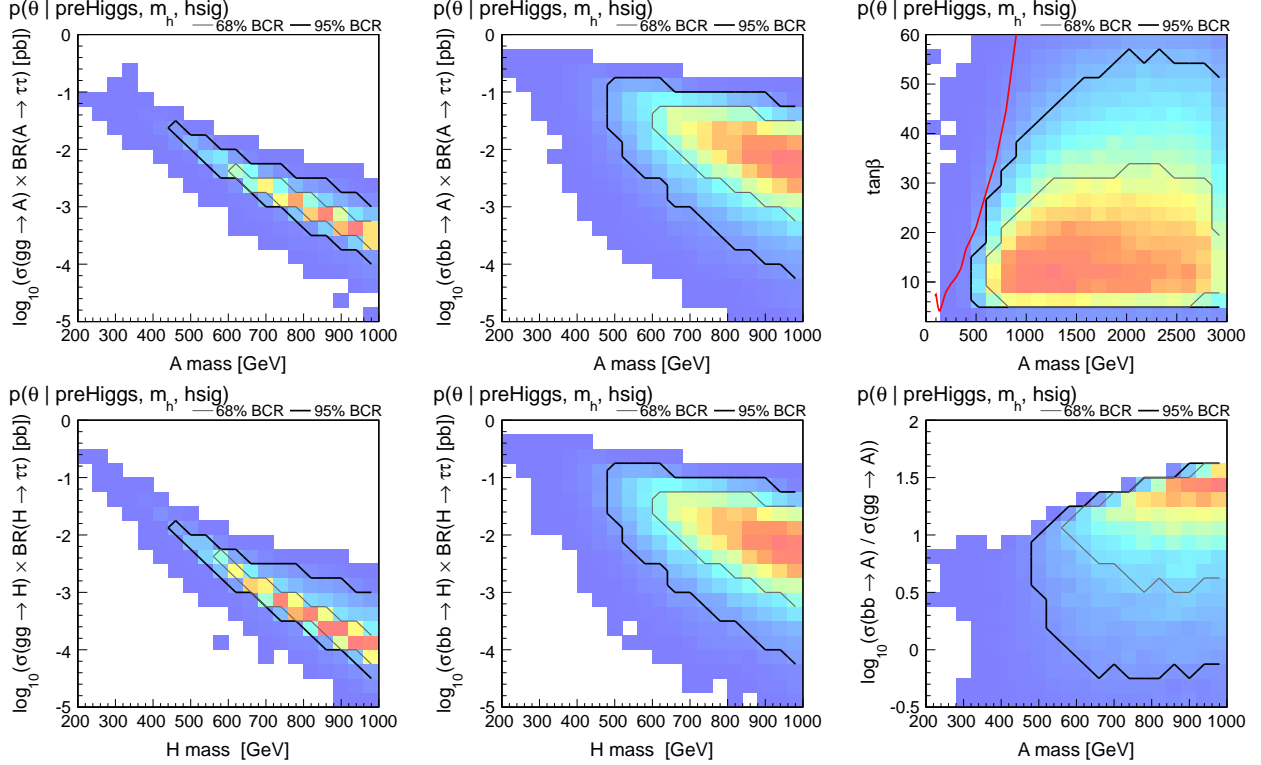 p(θ | preHiggs, m_h, hsig)
68% BCR 95% BCR
log_10(σ(gg → A) × BR(A → ττ) [pb])
0
-1
-2
-3
-4
-5
200 300 400 500 600 700 800 900 1000
A mass [GeV]
p(θ | preHiggs, m_h, hsig)
68% BCR 95% BCR
log_10(σ(bb → A) × BR(A → ττ) [pb])
0
-1
-2
-3
-4
-5
200 300 400 500 600 700 800 900 1000
A mass [GeV]
p(θ | preHiggs, m_h, hsig)
68% BCR 95% BCR
tanβ
60
50
40
30
20
10
0 500 1000 1500 2000 2500 3000
A mass [GeV]
p(θ | preHiggs, m_h, hsig)
68% BCR 95% BCR
log_10(σ(gg → H) × BR(H → ττ) [pb])
0
-1
-2
-3
-4
-5
200 300 400 500 600 700 800 900 1000
H mass [GeV]
p(θ | preHiggs, m_h, hsig)
68% BCR 95% BCR
log_10(σ(bb → H) × BR(H → ττ) [pb])
0
-1
-2
-3
-4
-5
200 300 400 500 600 700 800 900 1000
H mass [GeV]
p(θ | preHiggs, m_h, hsig)
68% BCR 95% BCR
log_10(σ(bb → A) / σ(gg → A))
2
1.5
1
0.5
0
-0.5
200 300 400 500 600 700 800 900 1000
A mass [GeV]